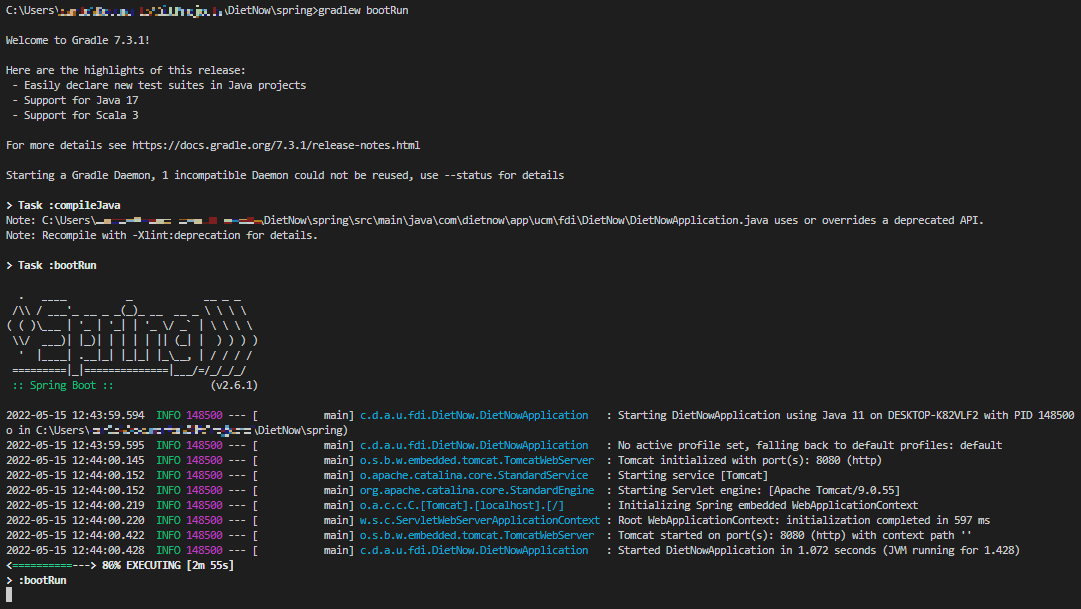 C:\Users\ \DietNow\spring>gradlew bootRun
Welcome to Gradle 7.3.1!
Here are the highlights of this release:
 - Easily declare new test suites in Java projects
 - Support for Java 17
 - Support for Scala 3
For more details see https://docs.gradle.org/7.3.1/release-notes.html
Starting a Gradle Daemon, 1 incompatible Daemon could not be reused, use --status for details
> Task :compileJava
Note: C:\Users\ \DietNow\spring\src\main\java\com\dietnow\app\ucm\fdi\DietNow\DietNowApplication.java uses or overrides a deprecated API.
Note: Recompile with -Xlint:deprecation for details.
> Task :bootRun
  .   ____          _            __ _ _
 /\\ / ___'_ __ _ _(_)_ __  __ _ \ \ \ \
( ( )\___ | '_ | '_| | '_ \/ _` | \ \ \ \
 \\/  ___)| |_)| | | | | || (_| |  ) ) ) )
  '  |____| .__|_| |_|_| |_\__, | / / / /
 =========|_|==============|___/=/_/_/_/
 :: Spring Boot ::                (v2.6.1)
2022-05-15 12:43:59.594  INFO 148500 --- [           main] c.d.a.u.fdi.DietNow.DietNowApplication   : Starting DietNowApplication using Java 11 on DESKTOP-K82VLF2 with PID 148500
o in C:\Users\ \DietNow\spring)
2022-05-15 12:43:59.595  INFO 148500 --- [           main] c.d.a.u.fdi.DietNow.DietNowApplication   : No active profile set, falling back to default profiles: default
2022-05-15 12:44:00.145  INFO 148500 --- [           main] o.s.b.w.embedded.tomcat.TomcatWebServer  : Tomcat initialized with port(s): 8080 (http)
2022-05-15 12:44:00.152  INFO 148500 --- [           main] o.apache.catalina.core.StandardService   : Starting service [Tomcat]
2022-05-15 12:44:00.152  INFO 148500 --- [           main] org.apache.catalina.core.StandardEngine  : Starting Servlet engine: [Apache Tomcat/9.0.55]
2022-05-15 12:44:00.219  INFO 148500 --- [           main] o.a.c.c.C.[Tomcat].[localhost].[/]       : Initializing Spring embedded WebApplicationContext
2022-05-15 12:44:00.220  INFO 148500 --- [           main] w.s.c.ServletWebServerApplicationContext : Root WebApplicationContext: initialization completed in 597 ms
2022-05-15 12:44:00.422  INFO 148500 --- [           main] o.s.b.w.embedded.tomcat.TomcatWebServer  : Tomcat started on port(s): 8080 (http) with context path ''
2022-05-15 12:44:00.428  INFO 148500 --- [           main] c.d.a.u.fdi.DietNow.DietNowApplication   : Started DietNowApplication in 1.072 seconds (JVM running for 1.428)
<==========---> 80% EXECUTING [2m 55s]
> :bootRun